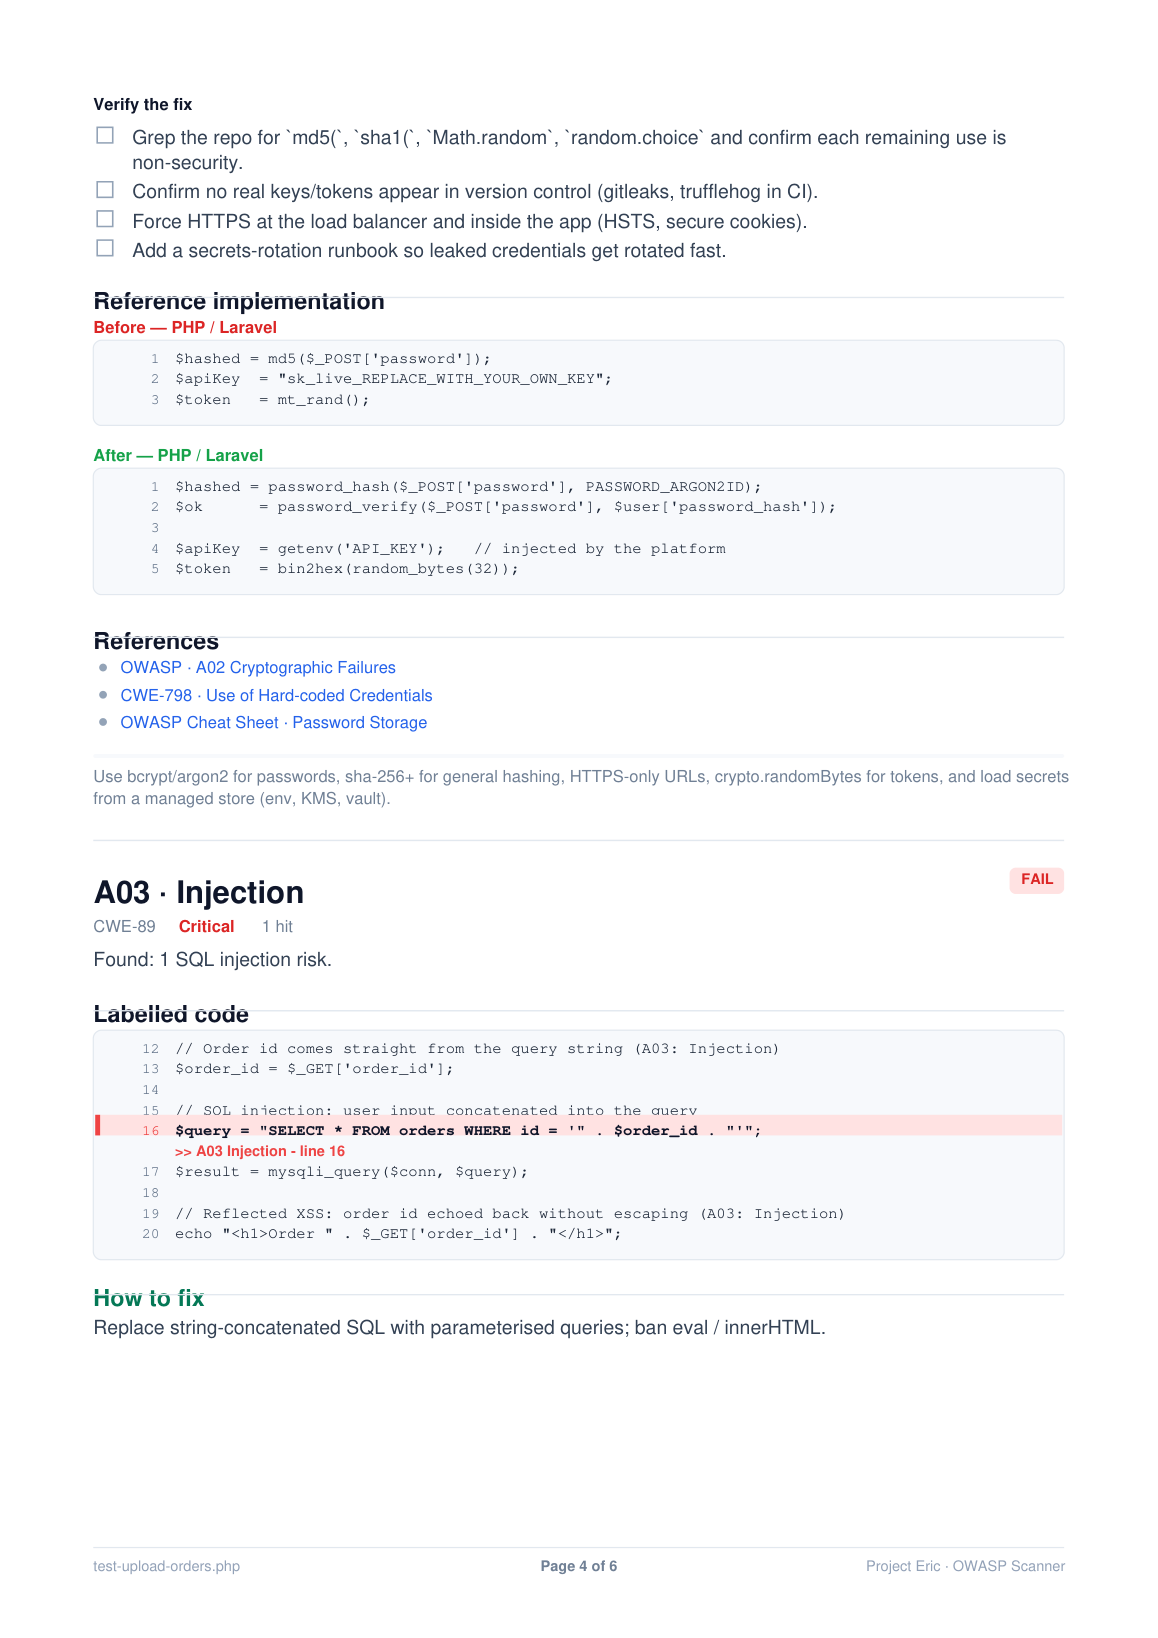 Verify the fix
Grep the repo for `md5(`, `sha1(`, `Math.random`, `random.choice` and confirm each remaining use is
non-security.
Confirm no real keys/tokens appear in version control (gitleaks, trufflehog in CI).
Force HTTPS at the load balancer and inside the app (HSTS, secure cookies).
Add a secrets-rotation runbook so leaked credentials get rotated fast.
Reference implementation
Before — PHP / Laravel
1 $hashed = md5($_POST['password']);
2 $apiKey  = "sk_live_REPLACE_WITH_YOUR_OWN_KEY";
3 $token   = mt_rand();
After — PHP / Laravel
1 $hashed = password_hash($_POST['password'], PASSWORD_ARGON2ID);
2 $ok      = password_verify($_POST['password'], $user['password_hash']);
3
4 $apiKey  = getenv('API_KEY');   // injected by the platform
5 $token   = bin2hex(random_bytes(32));
References
OWASP · A02 Cryptographic Failures
CWE-798 · Use of Hard-coded Credentials
OWASP Cheat Sheet · Password Storage
Use bcrypt/argon2 for passwords, sha-256+ for general hashing, HTTPS-only URLs, crypto.randomBytes for tokens, and load secrets
from a managed store (env, KMS, vault).
A03 · Injection FAIL
CWE-89 Critical 1 hit
Found: 1 SQL injection risk.
Labelled code
12 // Order id comes straight from the query string (A03: Injection)
13 $order_id = $_GET['order_id'];
14
15 // SQL injection: user input concatenated into the query
16 $query = "SELECT * FROM orders WHERE id = '" . $order_id . "'";
>> A03 Injection - line 16
17 $result = mysqli_query($conn, $query);
18
19 // Reflected XSS: order id echoed back without escaping (A03: Injection)
20 echo "<h1>Order " . $_GET['order_id'] . "</h1>";
How to fix
Replace string-concatenated SQL with parameterised queries; ban eval / innerHTML.
test-upload-orders.php Page 4 of 6 Project Eric · OWASP Scanner